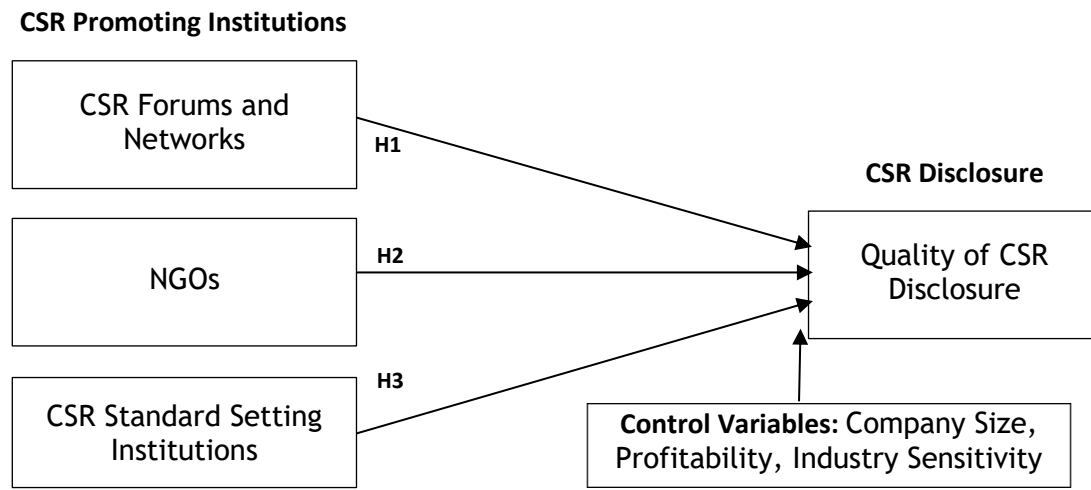 CSR Promoting Institutions
CSR Forums and
Networks
H1
CSR Disclosure
NGOs
H2
Quality of CSR
Disclosure
H3
CSR Standard Setting
Institutions
Control Variables: Company Size,
Profitability, Industry Sensitivity